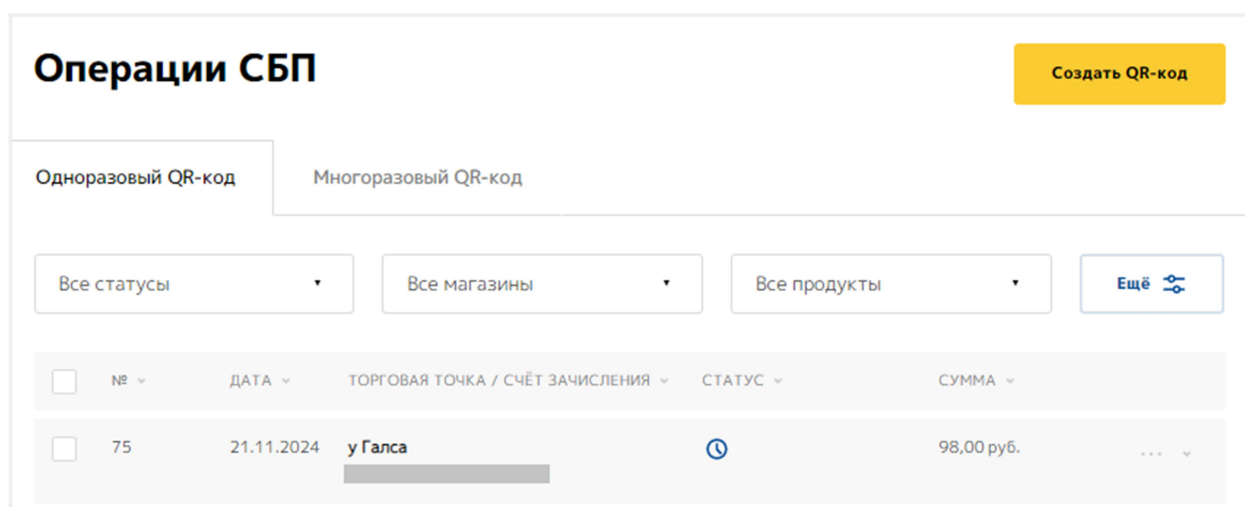 Операции СБП
Создать QR-код
Одноразовый QR-код
Многоразовый QR-код
Все статусы
Все магазины
Все продукты
Ещё
№ ДАТА ТОРГОВАЯ ТОЧКА / СЧЁТ ЗАЧИСЛЕНИЯ СТАТУС СУММА
75 21.11.2024 у Галса 98,00 руб. ...